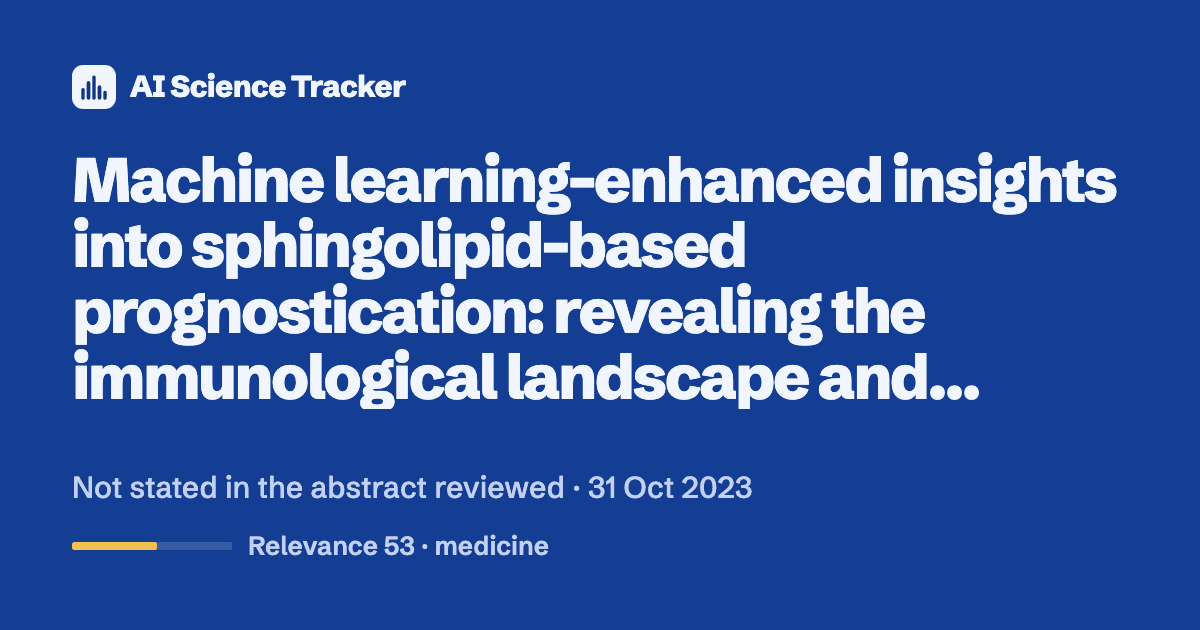 AI Science Tracker
Machine learning-enhanced insights
into sphingolipid-based
prognostication: revealing the
immunological landscape and...
Not stated in the abstract reviewed · 31 Oct 2023
Relevance 53 · medicine